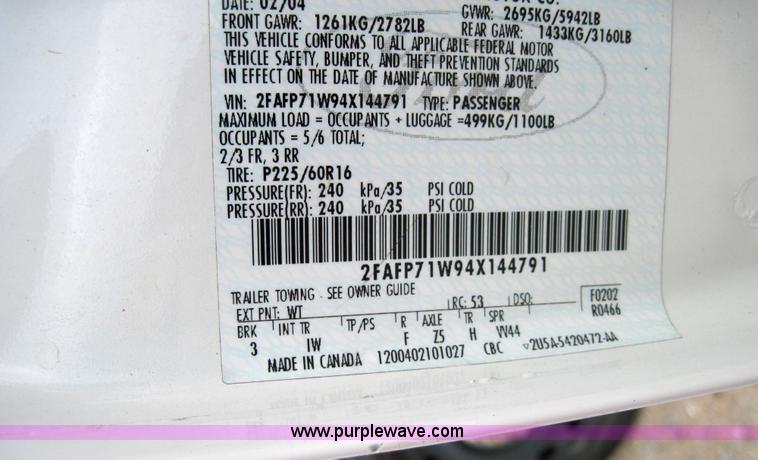 DATE: 02/04
GVWR: 2695KG/5942LB
FRONT GAWR: 1261KG/2782LB REAR GAWR: 1433KG/3160LB
THIS VEHICLE CONFORMS TO ALL APPLICABLE FEDERAL MOTOR
VEHICLE SAFETY, BUMPER, AND THEFT PREVENTION STANDARDS
IN EFFECT ON THE DATE OF MANUFACTURE SHOWN ABOVE.
VIN: 2FAFP71W94X144791 TYPE: PASSENGER
MAXIMUM LOAD = OCCUPANTS + LUGGAGE =499KG/1100LB
OCCUPANTS = 5/6 TOTAL;
2/3 FR, 3 RR
TIRE: P225/60R16
PRESSURE(FR): 240 kPa/35 PSI COLD
PRESSURE(RR): 240 kPa/35 PSI COLD
2FAFP71W94X144791
TRAILER TOWING - SEE OWNER GUIDE
EXT PNT: WT RC: 53 DSO: F0202
BRK INT TR TP/PS R AXLE TR SPR R0466
3 IW F Z5 H VV44
MADE IN CANADA 1200402101027 CBC 2U5A-5420472-AA
www.purplewave.com